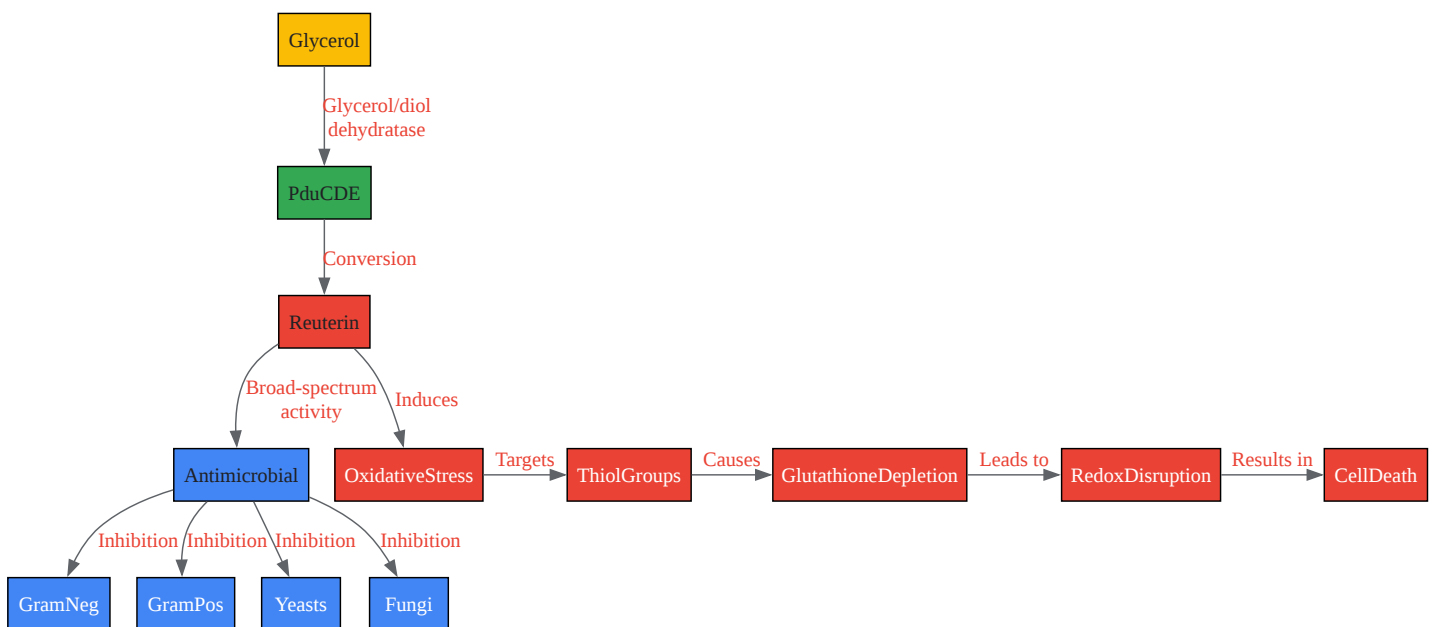 Glycerol
Glycerol/diol
dehydratase
PduCDE
Conversion
Reuterin
Broad-spectrum
activity
Induces
Antimicrobial
OxidativeStress
Targets
ThiolGroups
Causes
GlutathioneDepletion
Leads to
RedoxDisruption
Results in
CellDeath
Inhibition
Inhibition
Inhibition
Inhibition
GramNeg
GramPos
Yeasts
Fungi